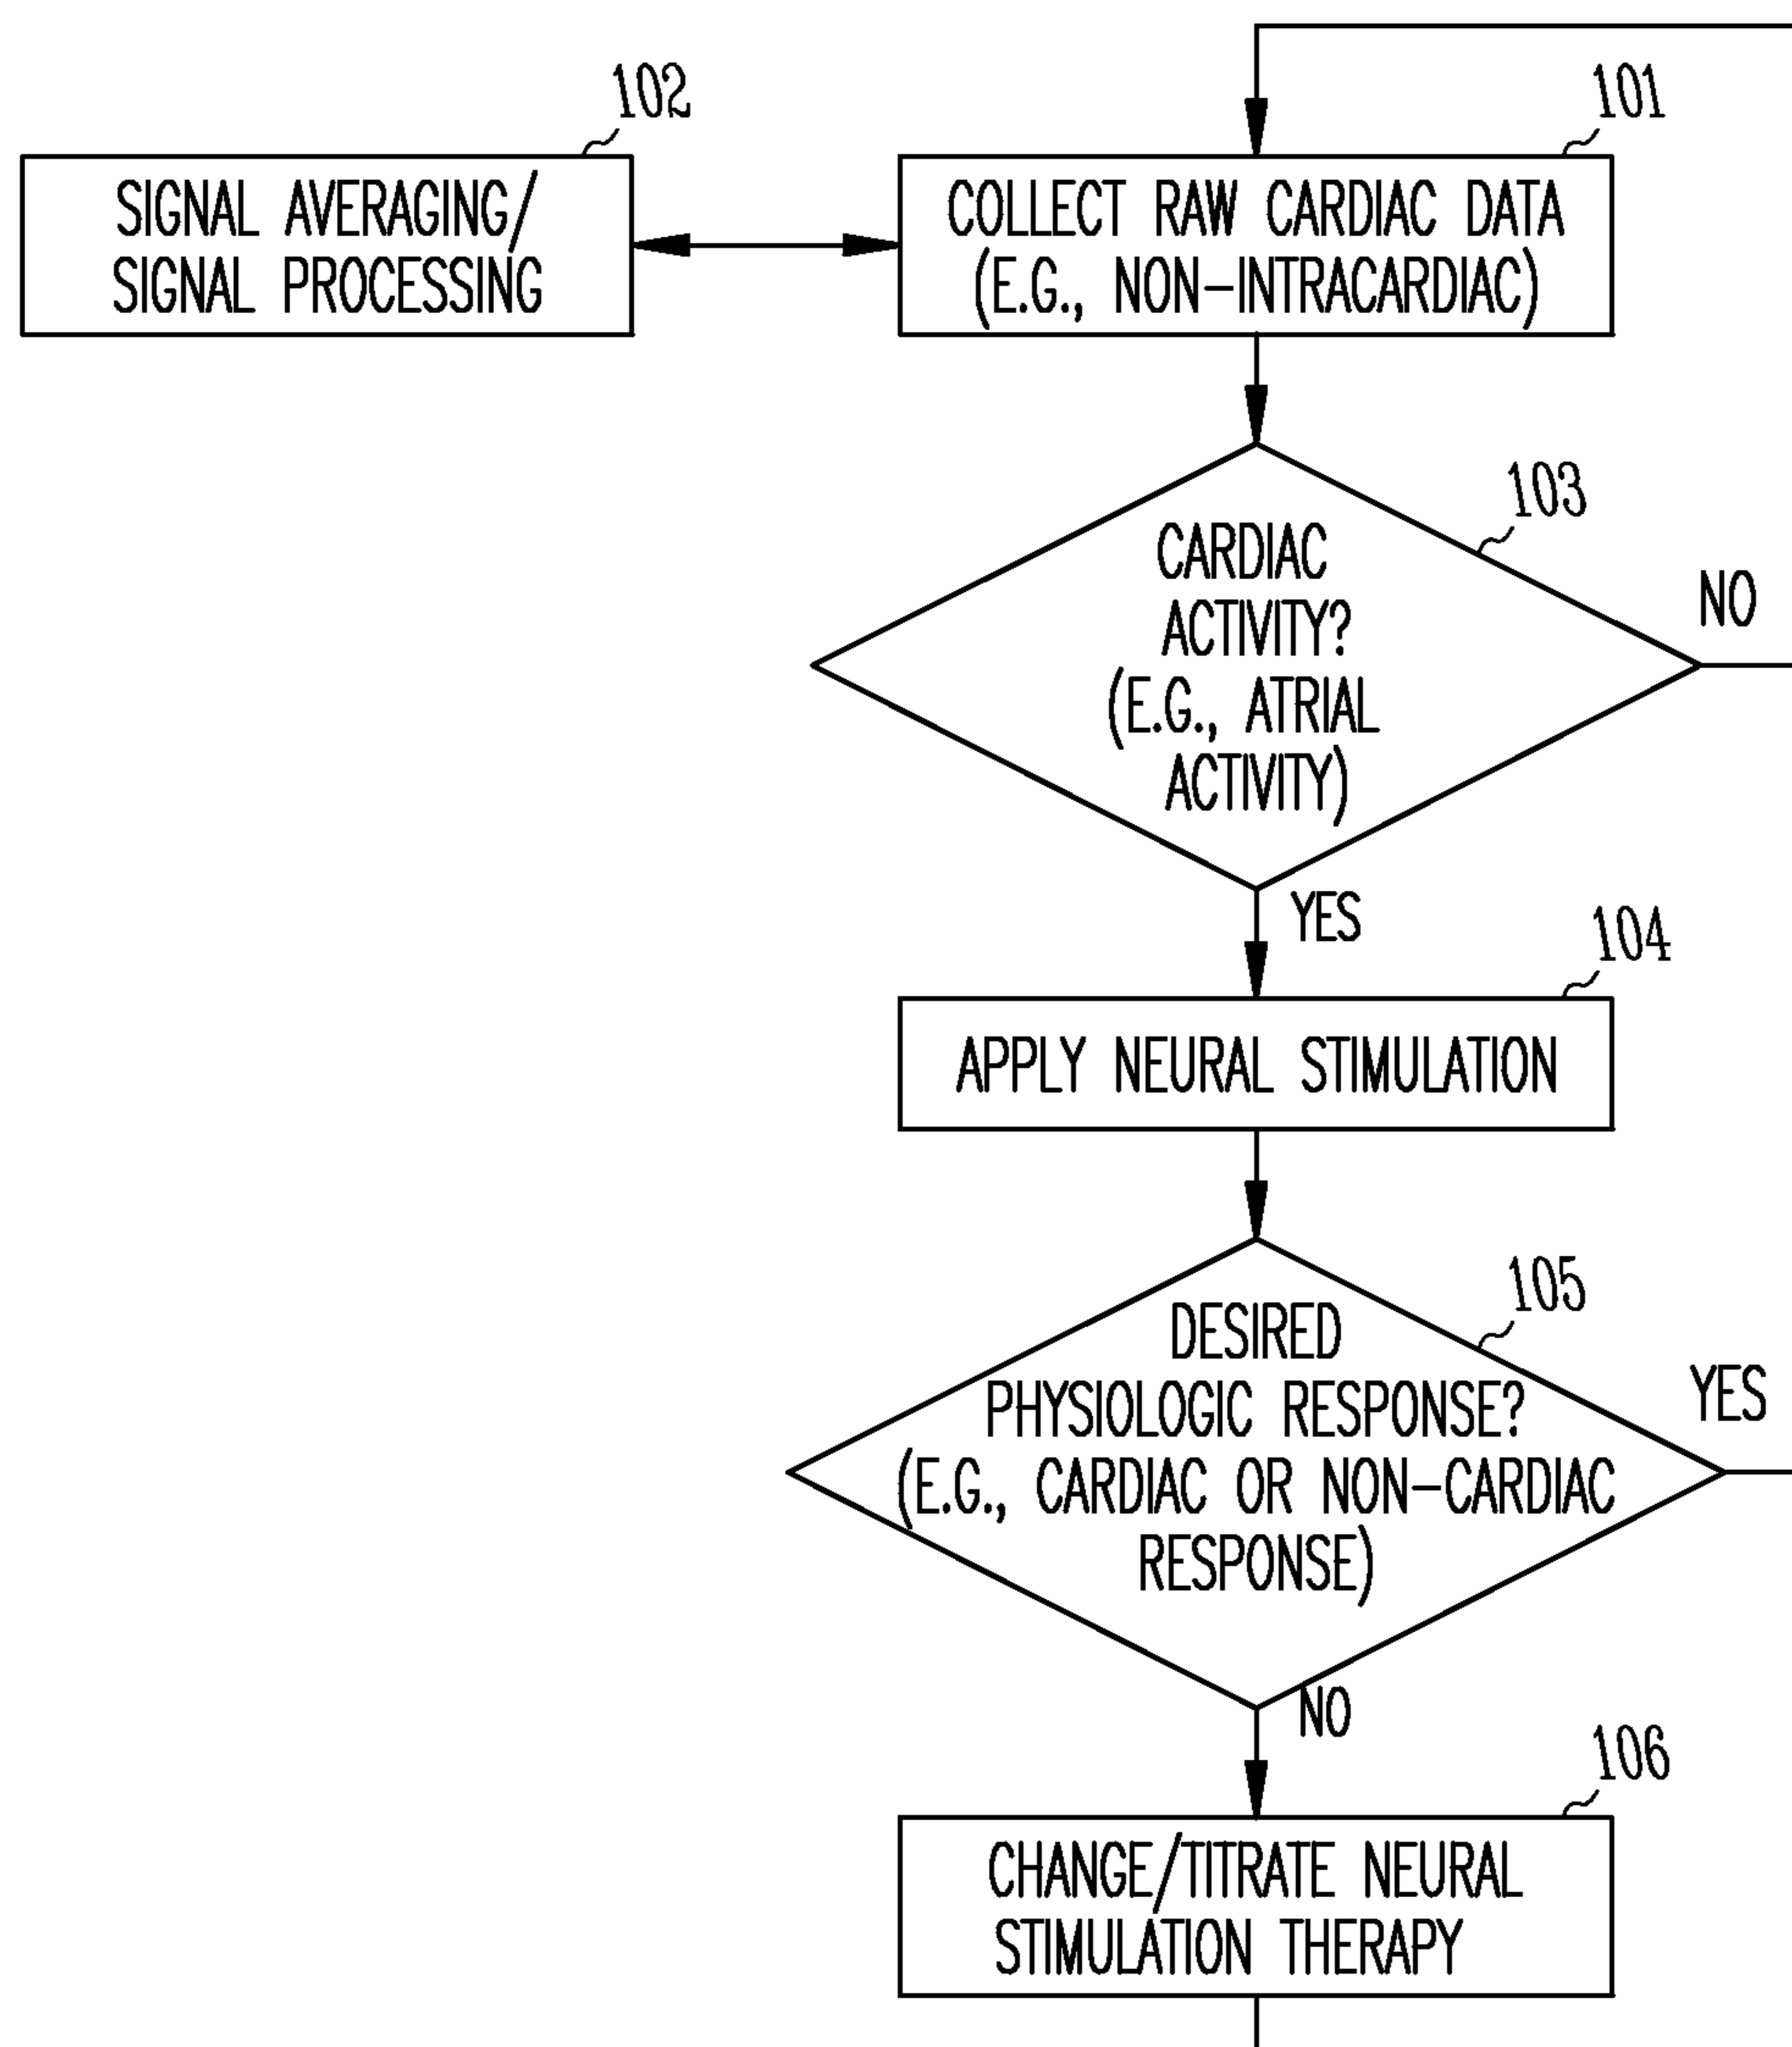 102
SIGNAL AVERAGING/
SIGNAL PROCESSING
101
COLLECT RAW CARDIAC DATA
(E.G., NON-INTRACARDIAC)
103
CARDIAC
ACTIVITY?
(E.G., ATRIAL
ACTIVITY)
NO
YES
104
APPLY NEURAL STIMULATION
105
DESIRED
PHYSIOLOGIC RESPONSE?
(E.G., CARDIAC OR NON-CARDIAC
RESPONSE)
YES
NO
106
CHANGE/TITRATE NEURAL
STIMULATION THERAPY